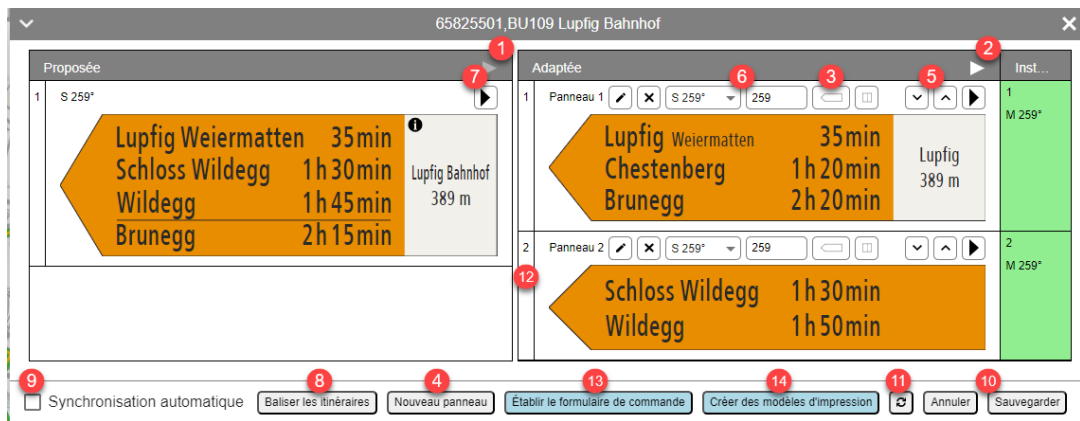 65825501,BU109 Lupfig Bahnhof
1
2
Proposée
Adaptée
Inst...
7
6
3
5
1
S 259°
1
Panneau 1
S 259°
259
1
M 259°
Lupfig Weiermatten 35min
Schloss Wildegg 1h30min
Wildegg 1h45min
Brunegg 2h15min
Lupfig Bahnhof
389 m
Lupfig Weiermatten 35min
Chestenberg 1h20min
Brunegg 2h20min
Lupfig
389 m
2
Panneau 2
S 259°
259
2
M 259°
12
Schloss Wildegg 1h30min
Wildegg 1h50min
9
8
4
13
14
11
10
Synchronisation automatique
Baliser les itinéraires
Nouveau panneau
Établir le formulaire de commande
Créer des modèles d'impression
Annuler
Sauvegarder